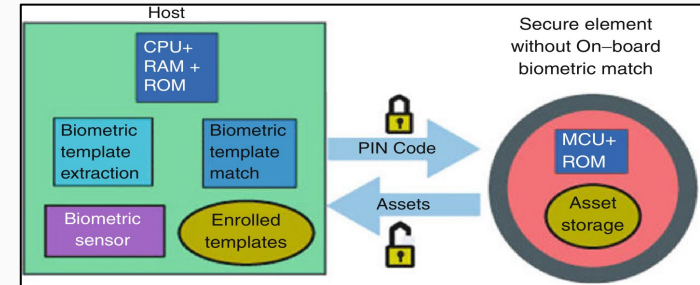 Host
CPU+
RAM +
ROM
Biometric
template
extraction
Biometric
template
match
Biometric
sensor
Enrolled
templates
PIN Code
Assets
Secure element
without On–board
biometric match
MCU+
ROM
Asset
storage